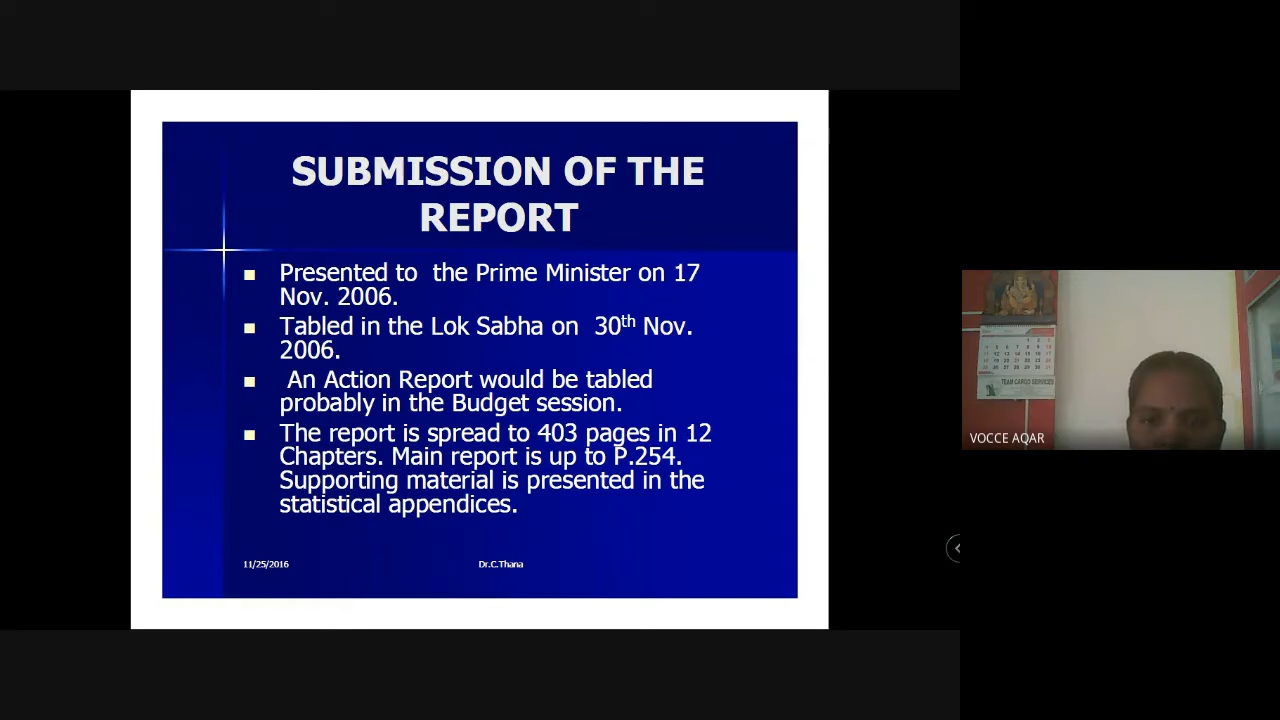 SUBMISSION OF THE
REPORT
Presented to the Prime Minister on 17
Nov. 2006.
Tabled in the Lok Sabha on 30th Nov.
2006.
An Action Report would be tabled
probably in the Budget session.
The report is spread to 403 pages in 12
Chapters. Main report is up to P.254.
Supporting material is presented in the
statistical appendices.
11/25/2016
Dr.C.Thana
TEAM CARGO SERVICES
VOCCE AQAR